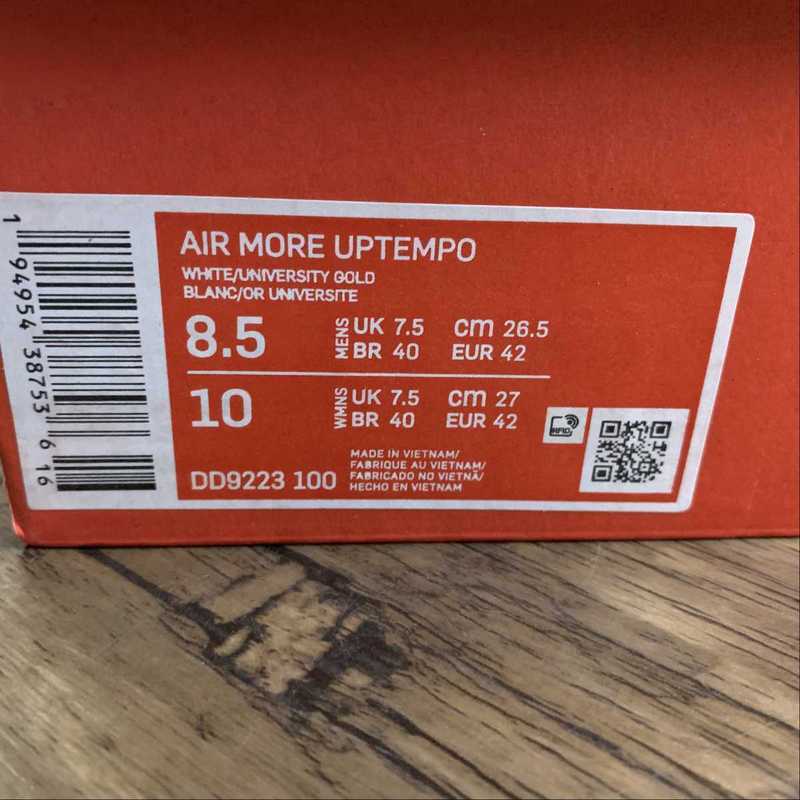 AIR MORE UPTEMPO
WHITE/UNIVERSITY GOLD
BLANC/OR UNIVERSITE
8.5 MENS UK 7.5 cm 26.5
BR 40 EUR 42
10 WMNS UK 7.5 cm 27
BR 40 EUR 42
RFID
DD9223 100
MADE IN VIETNAM/
FABRIQUE AU VIETNAM/
FABRICADO NO VIETNÃ/
HECHO EN VIETNAM
1 94954 38753 6 16